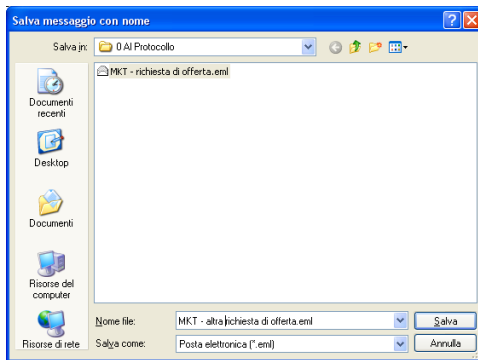 Salva messaggio con nome
Salva in:
0 Al Protocollo
MKT - richiesta di offerta.eml
Documenti
recenti
Desktop
Documenti
Risorse del
computer
Risorse di rete
Nome file:
MKT - altra richiesta di offerta.eml
Salva
Salva come:
Posta elettronica (*.eml)
Annulla